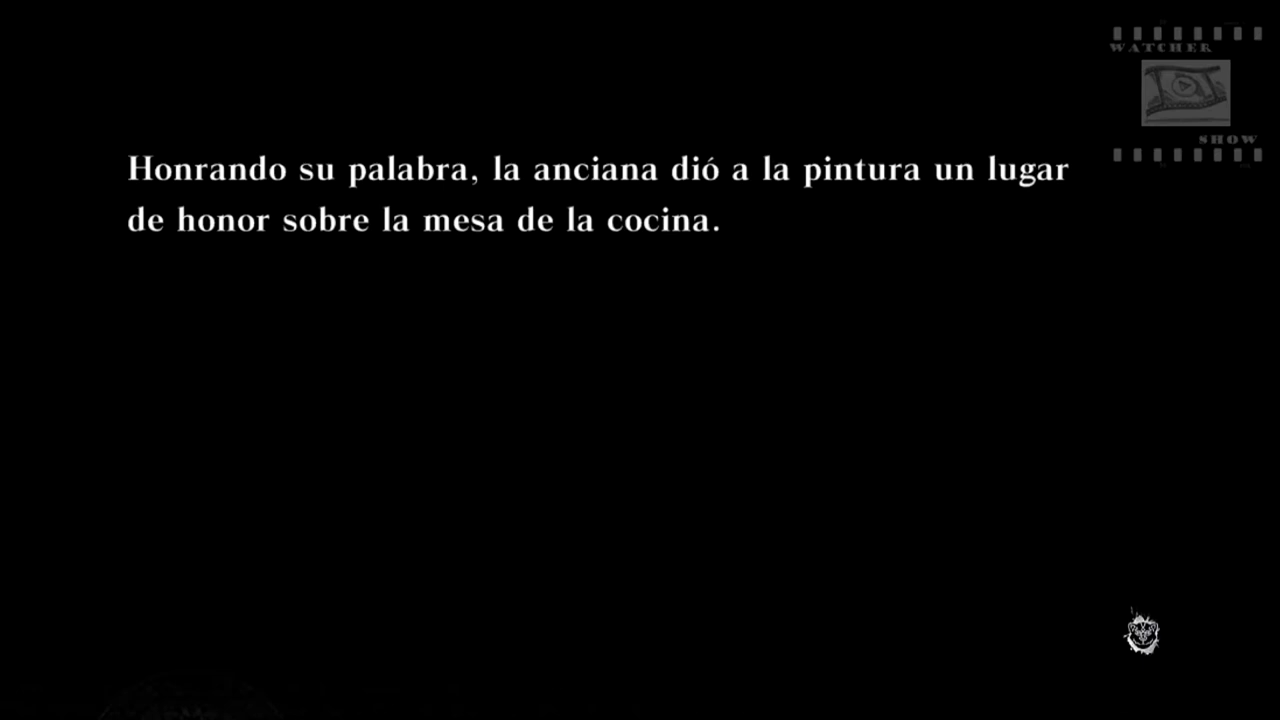 WATCHER
SHOW
Honrando su palabra, la anciana dió a la pintura un lugar
de honor sobre la mesa de la cocina.